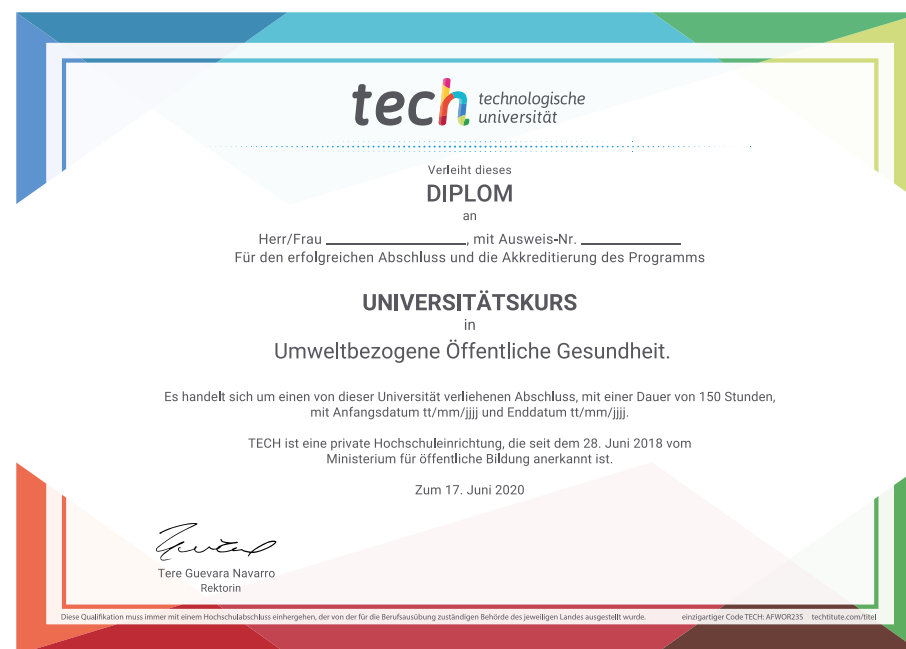 tech technologische
universität
Verleiht dieses
DIPLOM
an
Herr/Frau ____________________, mit Ausweis-Nr. ______________
Für den erfolgreichen Abschluss und die Akkreditierung des Programms
UNIVERSITÄTSKURS
in
Umweltbezogene Öffentliche Gesundheit.
Es handelt sich um einen von dieser Universität verliehenen Abschluss, mit einer Dauer von 150 Stunden,
mit Anfangsdatum tt/mm/jjjj und Enddatum tt/mm/jjjj.
TECH ist eine private Hochschuleinrichtung, die seit dem 28. Juni 2018 vom
Ministerium für öffentliche Bildung anerkannt ist.
Zum 17. Juni 2020
Tere Guevara Navarro
Rektorin
Diese Qualifikation muss immer mit einem Hochschulabschluss einhergehen, der von der für die Berufsausübung zuständigen Behörde des jeweiligen Landes ausgestellt wurde. einzigartiger Code TECH: AFWOR235 techtitute.com/titel